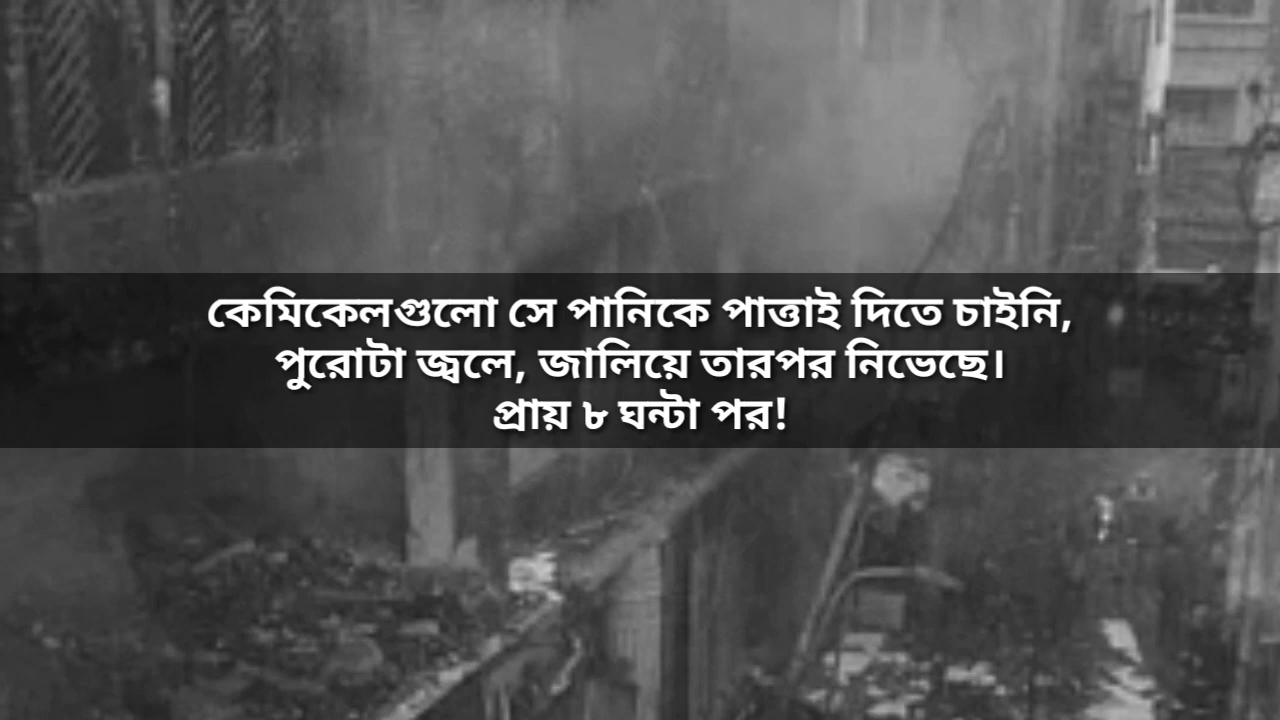 কেমিকেলগুলো সে পানিকে পাত্তাই দিতে চাইনি,
পুরোটা জ্বলে, জালিয়ে তারপর নিভেছে।
প্রায় ৮ ঘন্টা পর!